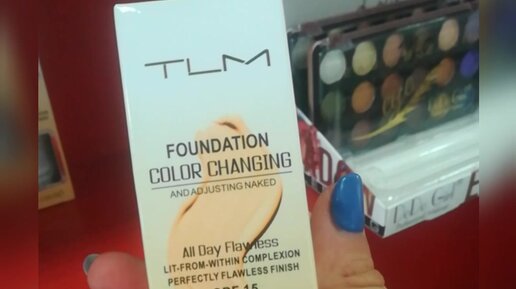 TLM
FOUNDATION
COLOR CHANGING
AND ADJUSTING NAKED
All Day Flawless
LIT-FROM-WITHIN COMPLEXION
PERFECTLY FLAWLESS FINISH